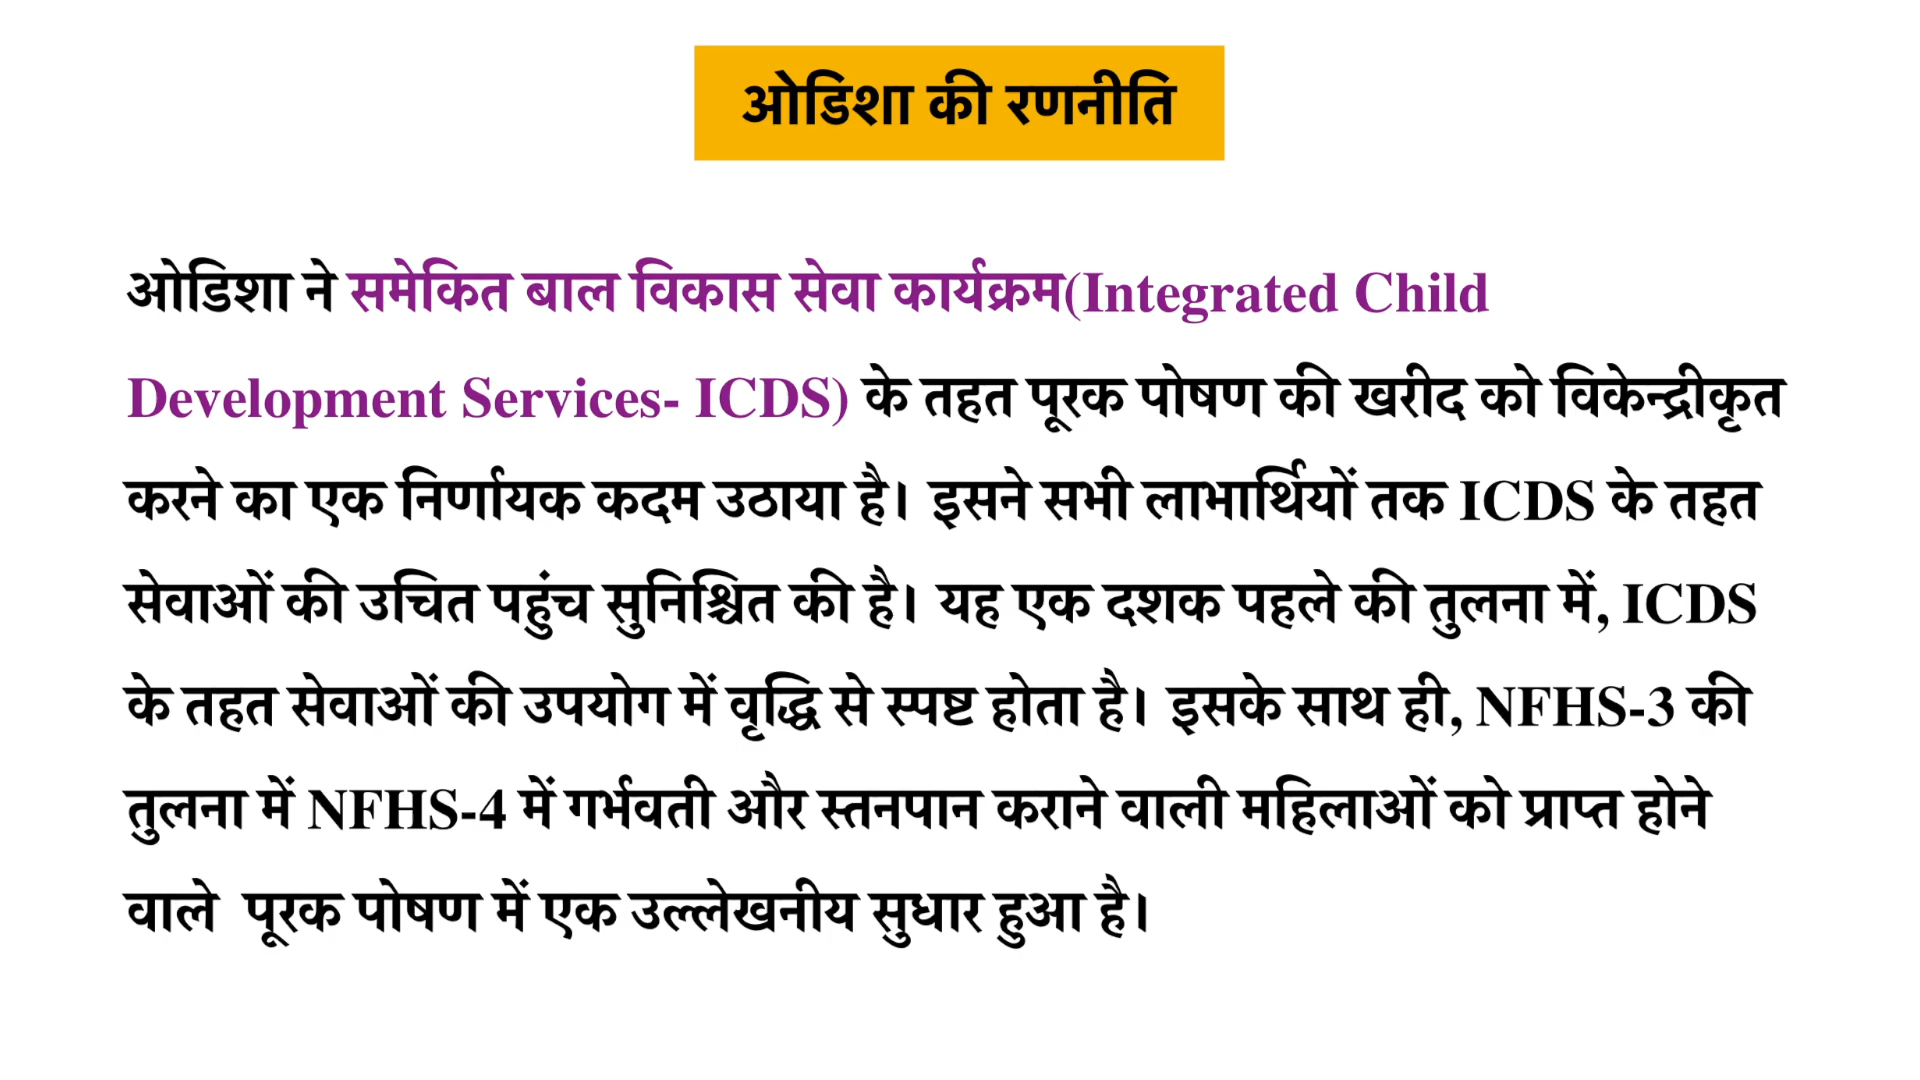 ओडिशा की रणनीति
ओडिशा ने समेकित बाल विकास सेवा कार्यक्रम(Integrated Child
Development Services- ICDS) के तहत पूरक पोषण की खरीद को विकेन्द्रीकृत
करने का एक निर्णायक कदम उठाया है। इसने सभी लाभार्थियों तक ICDS के तहत
सेवाओं की उचित पहुंच सुनिश्चित की है। यह एक दशक पहले की तुलना में, ICDS
के तहत सेवाओं की उपयोग में वृद्धि से स्पष्ट होता है। इसके साथ ही, NFHS-3 की
तुलना में NFHS-4 में गर्भवती और स्तनपान कराने वाली महिलाओं को प्राप्त होने
वाले  पूरक पोषण में एक उल्लेखनीय सुधार हुआ है।